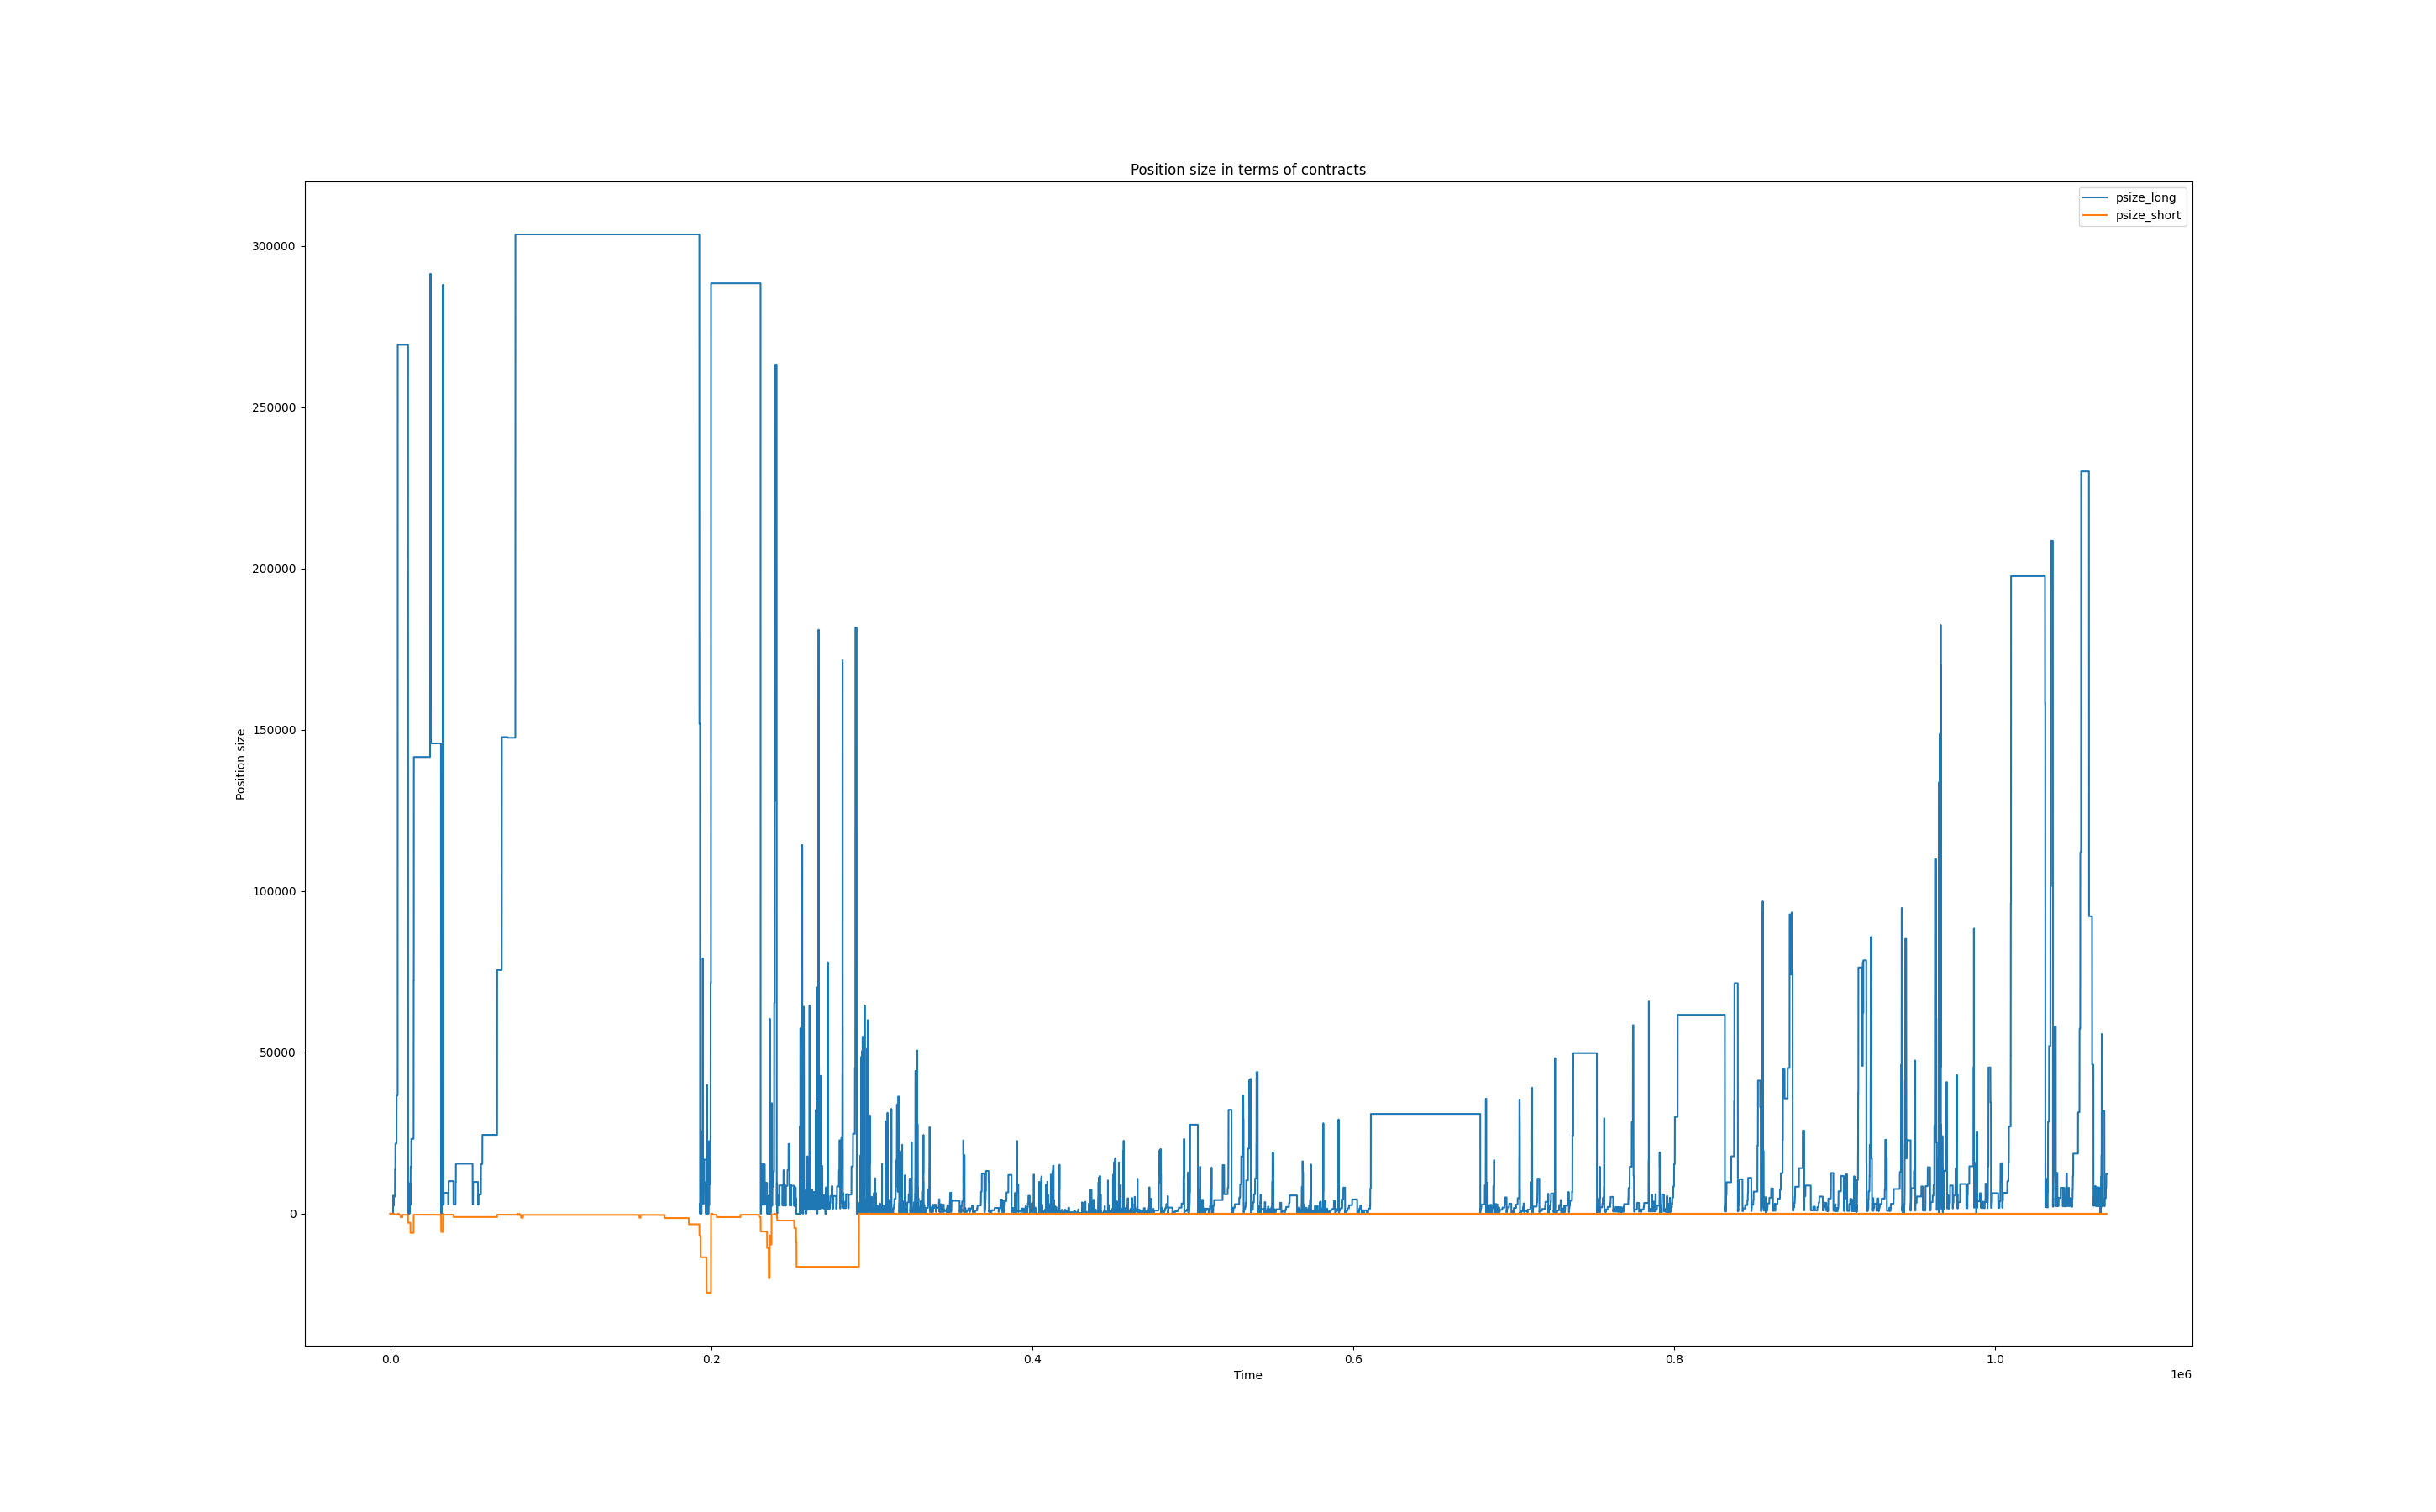 Position size in terms of contracts
psize_long
psize_short
Position size
300000
250000
200000
150000
100000
50000
0
0.0
0.2
0.4
0.6
0.8
1.0
Time
1e6